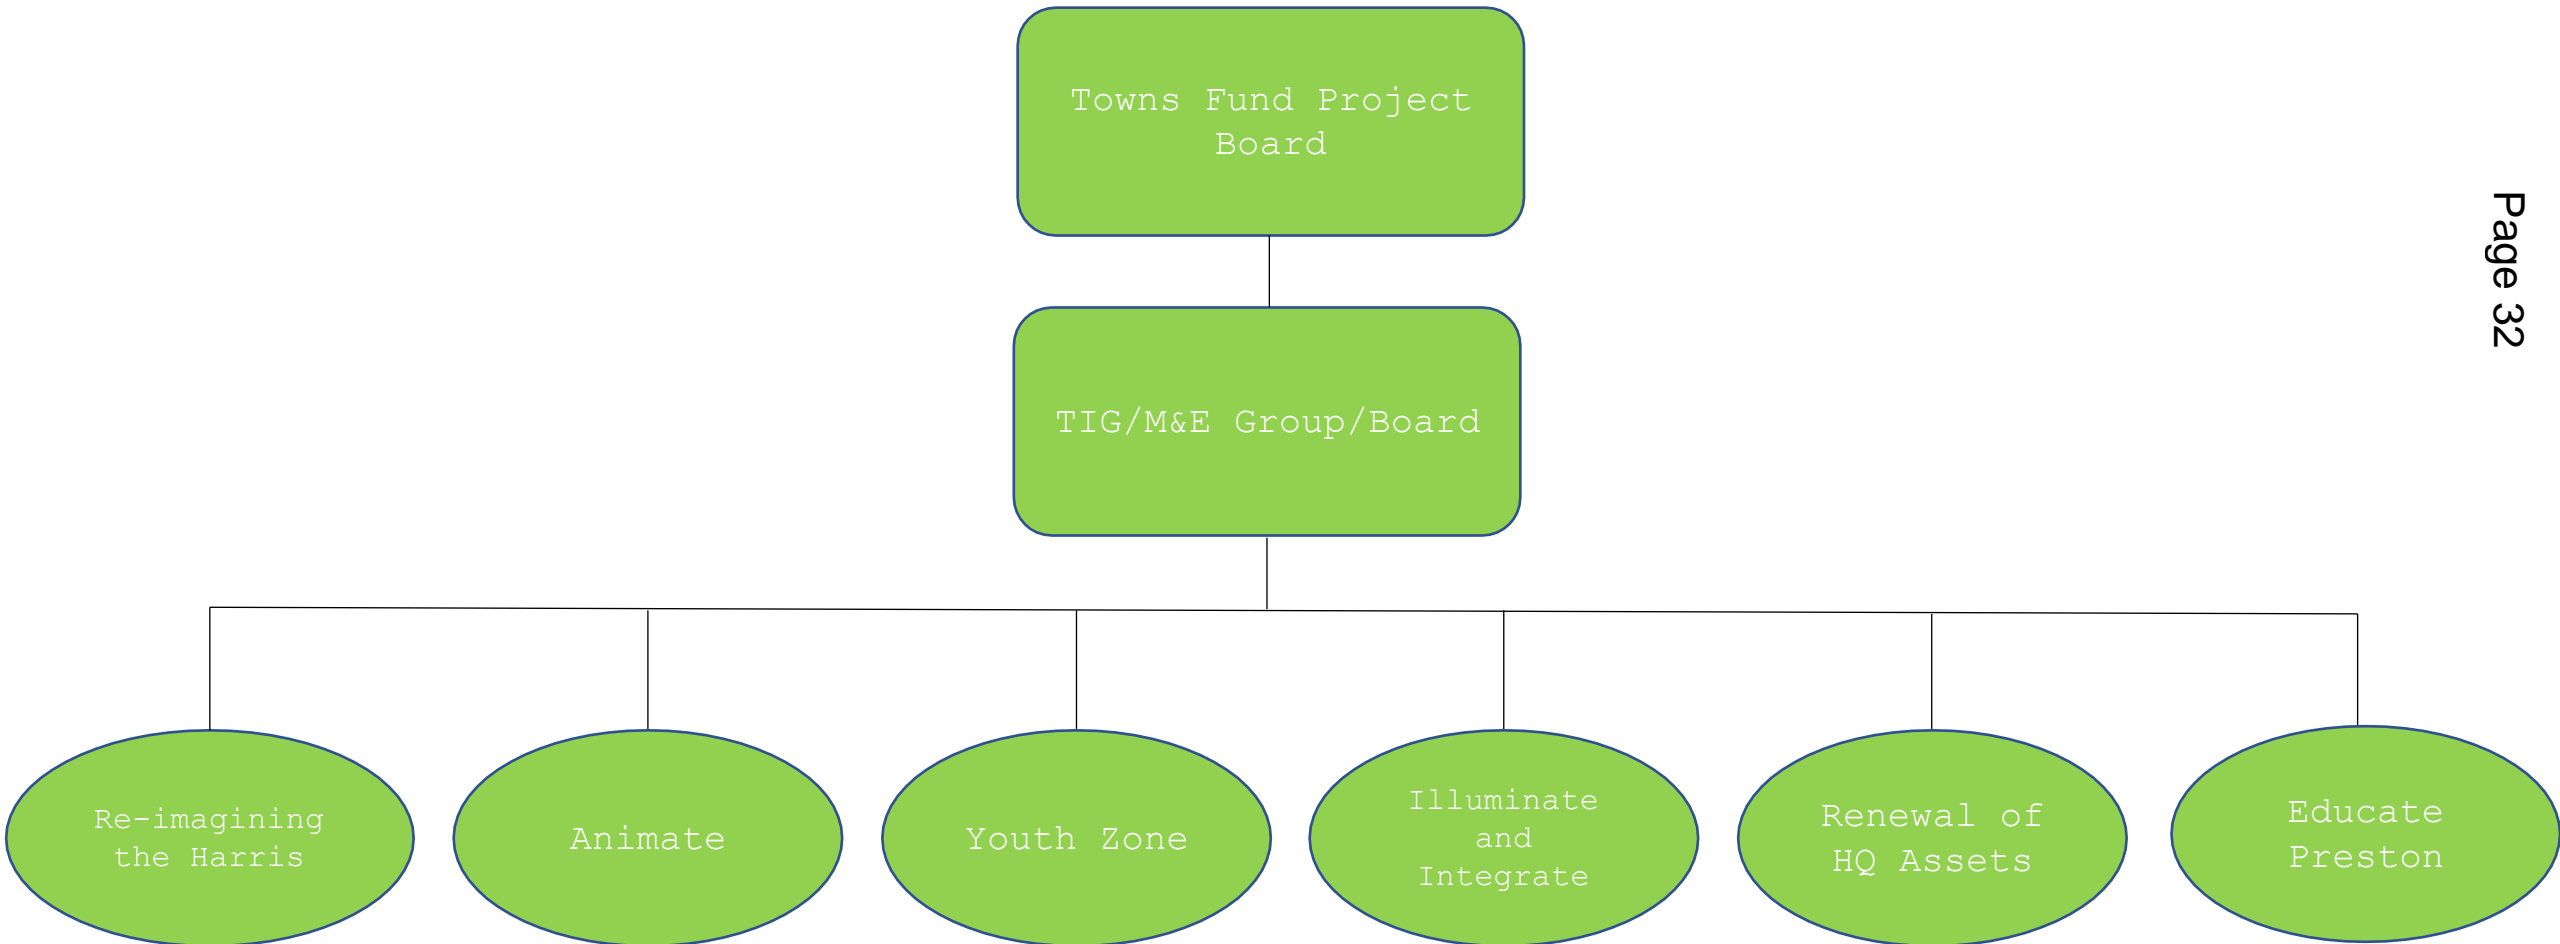 Towns Fund Project
Board
Page 32
TIG/M&E Group/Board
Re-imagining
the Harris
Animate
Youth Zone
Illuminate
and
Integrate
Renewal of
HQ Assets
Educate
Preston